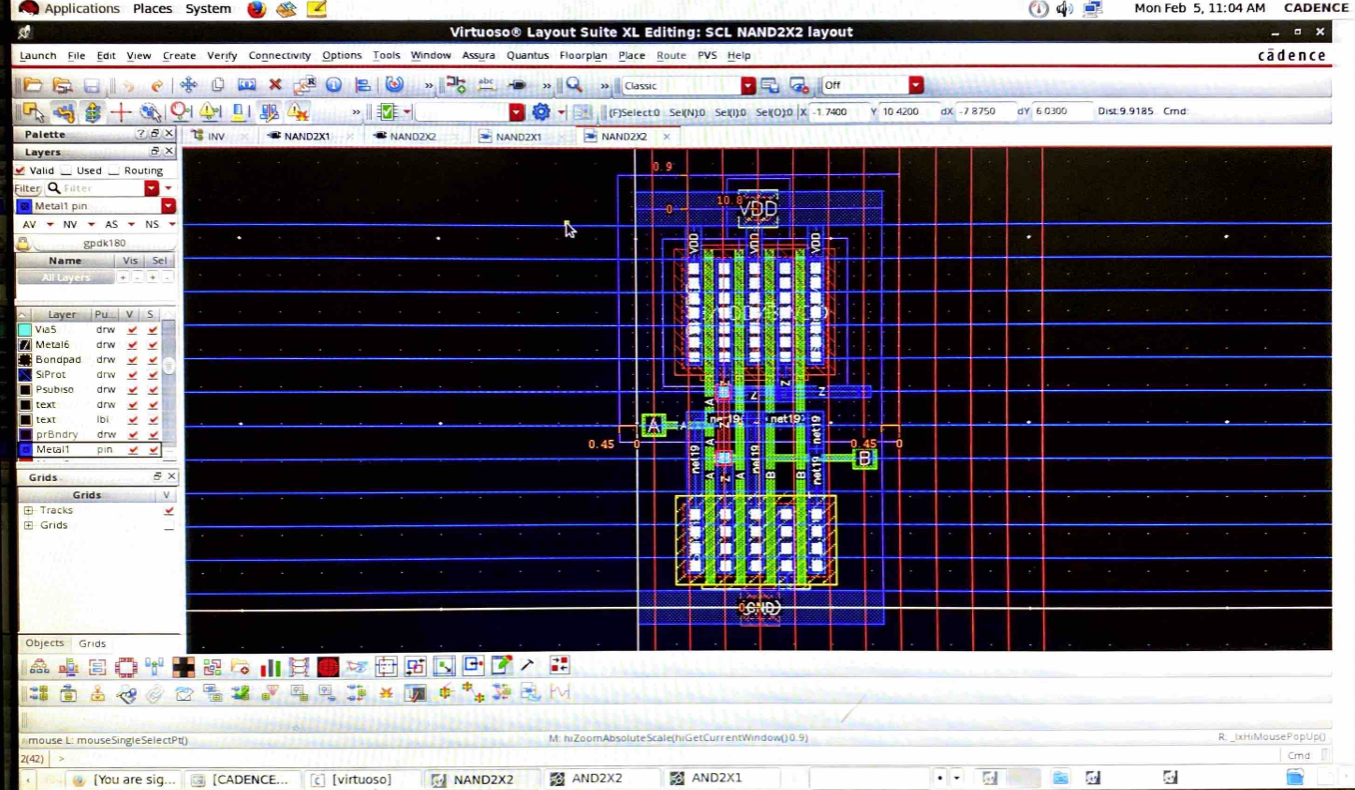 Applications Places System Mon Feb 5, 11:04 AM CADENCE
Virtuoso® Layout Suite XL Editing: SCL NAND2X2 layout
Launch File Edit View Create Verify Connectivity Options Tools Window Assura Quantus Floorplan Place Route PVS Help cādence
Classic Off
(F)Select:0 Sel(N):0 Sel(I):0 Sel(O):0 X -1.7400 Y 10.4200 dX -7.8750 dY 6.0300 Dist:9.9185 Cmd:
Palette
INV NAND2X1 NAND2X2 NAND2X1 NAND2X2
Layers
Valid Used Routing
Filter Filter
Metal1 pin
AV NV AS NS
gpdk180
Name Vis Sel
All Layers
Layer Pu... V S
Via5 drw
Metal6 drw
Bondpad drw
SiProt drw
Psubiso drw
text drw
text lbl
prBndry drw
Metal1 pin
Grids
Grids V
Tracks
Grids
Objects Grids
0.9
10.8
0 VDD
VDD VDD VDD
Z Z Z Z
A
A A net19 net19
0.45 0 0.45 0
net19 net19 net19
B
A Z A B B
GND
mouse L: mouseSingleSelectPt() M: hiZoomAbsoluteScale(hiGetCurrentWindow() 0.9) R: _lxHiMousePopUp()
2(42) > Cmd
[You are sig... [CADENCE... [virtuoso] NAND2X2 AND2X2 AND2X1